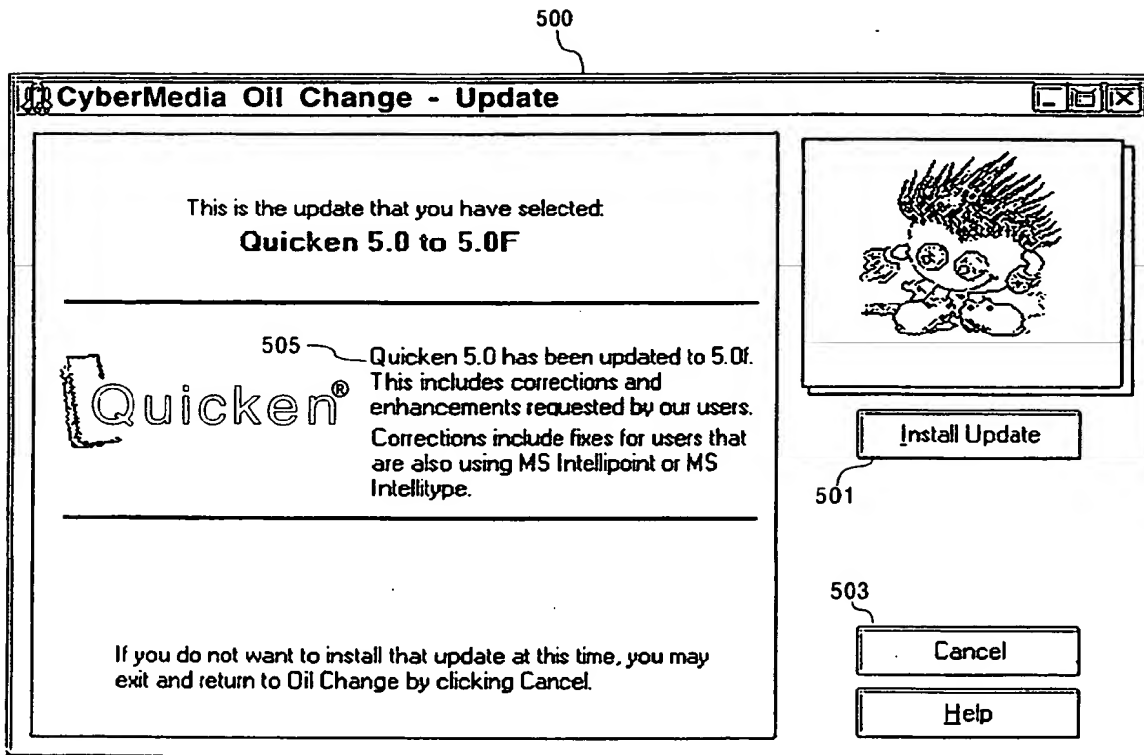 500
CyberMedia Oil Change - Update
This is the update that you have selected:
Quicken 5.0 to 5.0F
505
Quicken®
Quicken 5.0 has been updated to 5.0f.
This includes corrections and
enhancements requested by our users.
Corrections include fixes for users that
are also using MS Intellipoint or MS
Intellitype.
If you do not want to install that update at this time, you may
exit and return to Oil Change by clicking Cancel.
Install Update
501
503
Cancel
Help